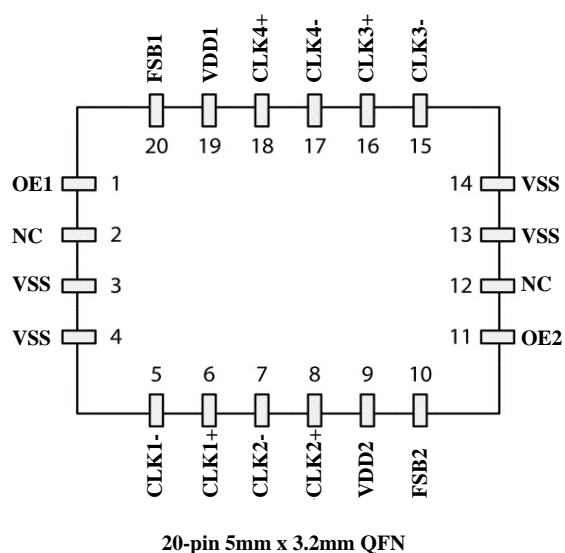 FSB1 VDD1 CLK4+ CLK4- CLK3+ CLK3-
20 19 18 17 16 15
OE1 1 14 VSS
NC 2 13 VSS
VSS 3 12 NC
VSS 4 11 OE2
5 6 7 8 9 10
CLK1- CLK1+ CLK2- CLK2+ VDD2 FSB2
20-pin 5mm x 3.2mm QFN